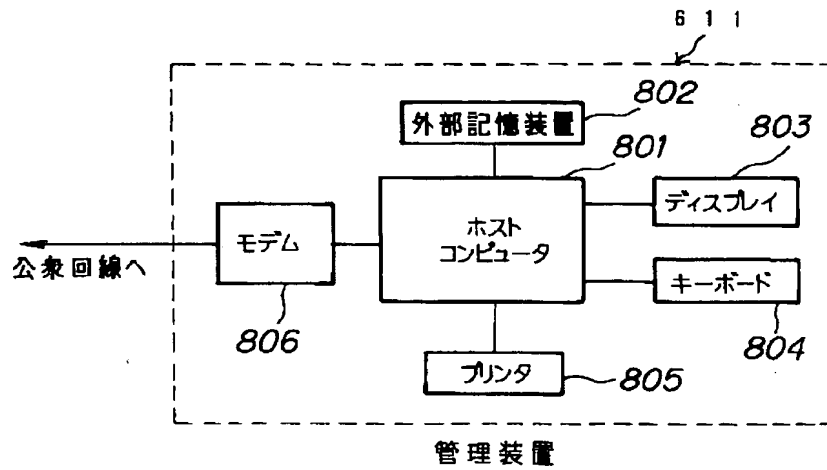 611
802
外部記憶装置
801
803
ディスプレイ
ホスト
コンピュータ
モデム
公衆回線へ
キーボード
806
804
プリンタ
805
管理装置